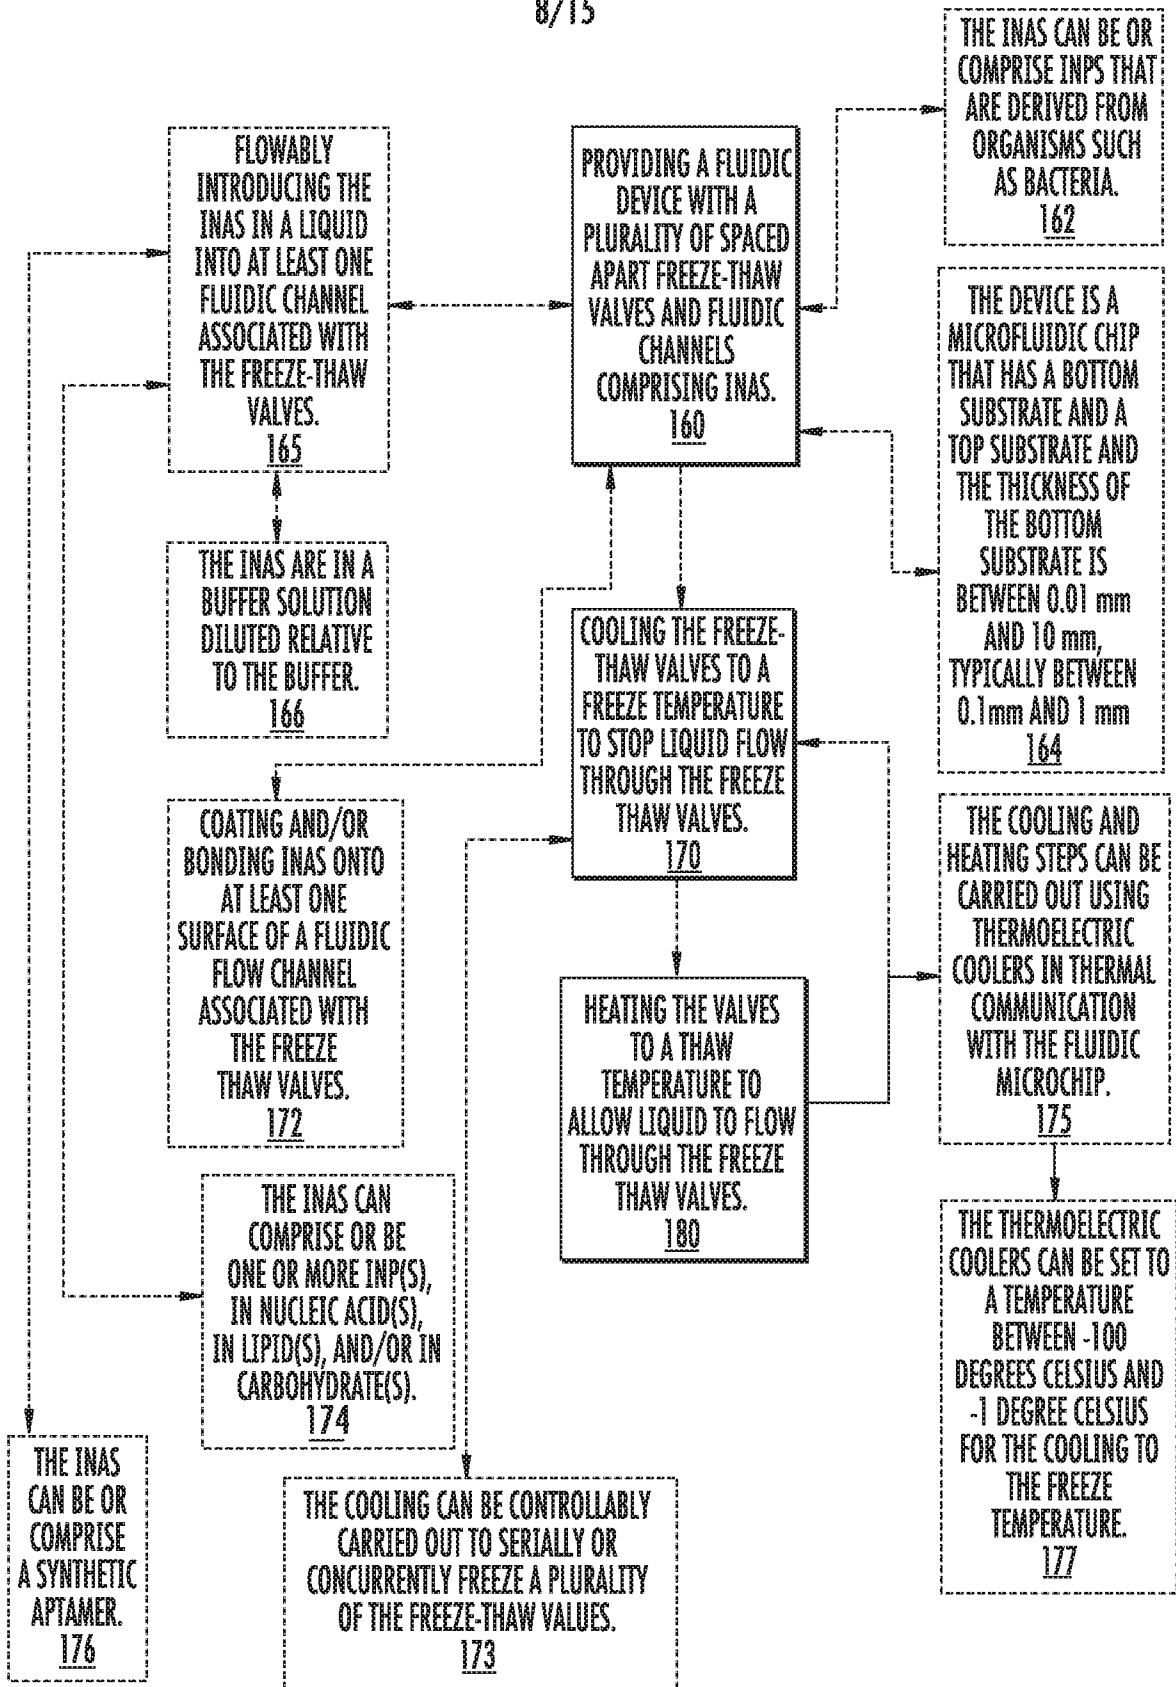 8/15
FLOWABLY
INTRODUCING THE
INAS IN A LIQUID
INTO AT LEAST ONE
FLUIDIC CHANNEL
ASSOCIATED WITH
THE FREEZE-THAW
VALVES.
165
PROVIDING A FLUIDIC
DEVICE WITH A
PLURALITY OF SPACED
APART FREEZE-THAW
VALVES AND FLUIDIC
CHANNELS
COMPRISING INAS.
160
THE INAS CAN BE OR
COMPRISE INPS THAT
ARE DERIVED FROM
ORGANISMS SUCH
AS BACTERIA.
162
THE DEVICE IS A
MICROFLUIDIC CHIP
THAT HAS A BOTTOM
SUBSTRATE AND A
TOP SUBSTRATE AND
THE THICKNESS OF
THE BOTTOM
SUBSTRATE IS
BETWEEN 0.01 mm
AND 10 mm,
TYPICALLY BETWEEN
0.1mm AND 1 mm
164
THE INAS ARE IN A
BUFFER SOLUTION
DILUTED RELATIVE
TO THE BUFFER.
166
COOLING THE FREEZE-
THAW VALVES TO A
FREEZE TEMPERATURE
TO STOP LIQUID FLOW
THROUGH THE FREEZE
THAW VALVES.
170
COATING AND/OR
BONDING INAS ONTO
AT LEAST ONE
SURFACE OF A FLUIDIC
FLOW CHANNEL
ASSOCIATED WITH
THE FREEZE
THAW VALVES.
172
THE COOLING AND
HEATING STEPS CAN BE
CARRIED OUT USING
THERMOELECTRIC
COOLERS IN THERMAL
COMMUNICATION
WITH THE FLUIDIC
MICROCHIP.
175
HEATING THE VALVES
TO A THAW
TEMPERATURE TO
ALLOW LIQUID TO FLOW
THROUGH THE FREEZE
THAW VALVES.
180
THE INAS CAN
COMPRISE OR BE
ONE OR MORE INP(S),
IN NUCLEIC ACID(S),
IN LIPID(S), AND/OR IN
CARBOHYDRATE(S).
174
THE THERMOELECTRIC
COOLERS CAN BE SET TO
A TEMPERATURE
BETWEEN -100
DEGREES CELSIUS AND
-1 DEGREE CELSIUS
FOR THE COOLING TO
THE FREEZE
TEMPERATURE.
177
THE INAS
CAN BE OR
COMPRISE
A SYNTHETIC
APTAMER.
176
THE COOLING CAN BE CONTROLLABLY
CARRIED OUT TO SERIALLY OR
CONCURRENTLY FREEZE A PLURALITY
OF THE FREEZE-THAW VALUES.
173